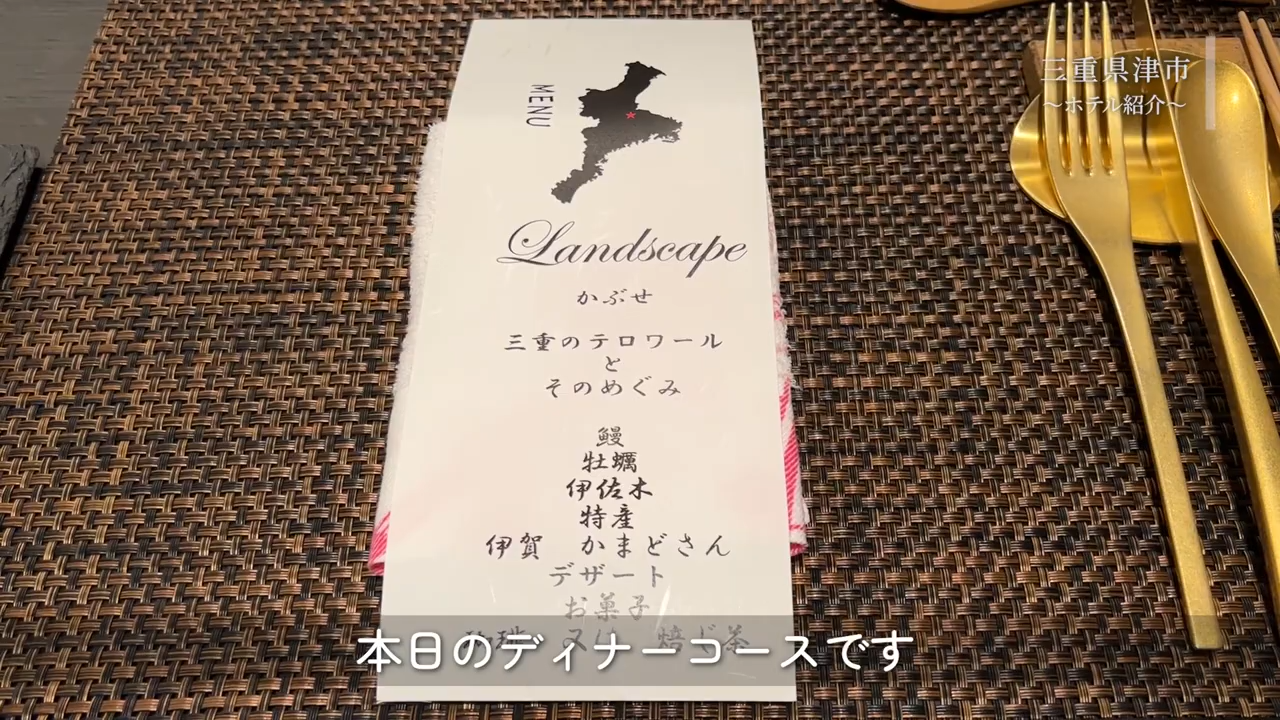 三重県津市
〜ホテル紹介〜
MENU
Landscape
かぶせ
三重のテロワール
と
そのめぐみ
鰻
牡蠣
伊佐木
特産
伊賀　かまどさん
デザート
お菓子
本日のディナーコースです